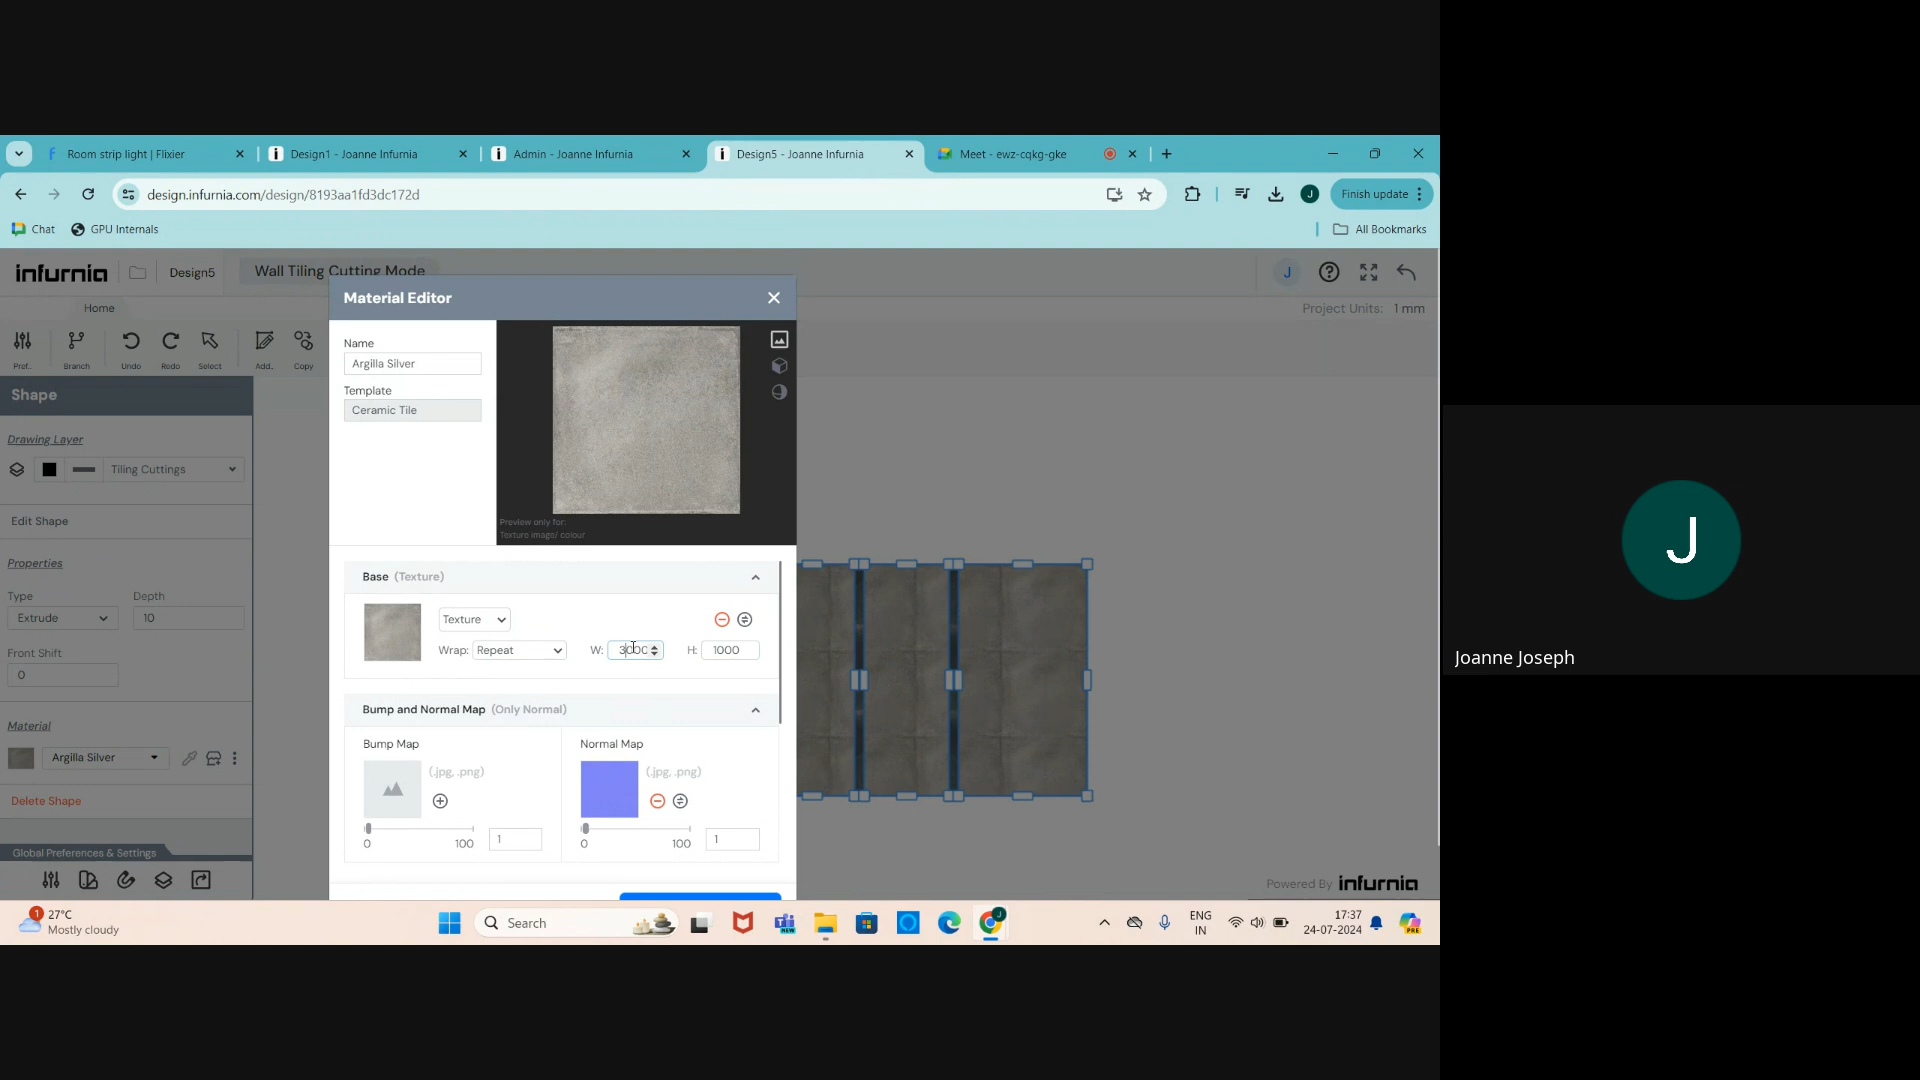 Room strip light | Flixier
Design1 - Joanne Infurnia
Admin - Joanne Infurnia
Design5 - Joanne Infurnia
Meet - ewz-cqkg-gke
design.infurnia.com/design/8193aa1fd3dc172d
J
Finish update
Chat
GPU Internals
All Bookmarks
infurnia
Design5
Wall Tiling Cutting Mode
J
Home
Project Units: 1 mm
Pref..
Branch
Undo
Redo
Select
Add..
Copy
Material Editor
Name
Argilla Silver
Template
Ceramic Tile
Preview only for:
Texture image/ colour
Shape
Drawing Layer
Tiling Cuttings
Edit Shape
Properties
Type
Depth
Extrude
10
Front Shift
0
Material
Argilla Silver
Delete Shape
Global Preferences & Settings
Base (Texture)
Texture
Wrap: Repeat
W: 3000
H: 1000
Bump and Normal Map (Only Normal)
Bump Map
Normal Map
(.jpg, .png)
(.jpg, .png)
0
100
1
0
100
1
Powered By infurnia
J
Joanne Joseph
1
27°C
Mostly cloudy
Search
NEW
J
ENG
IN
17:37
24-07-2024
PRE